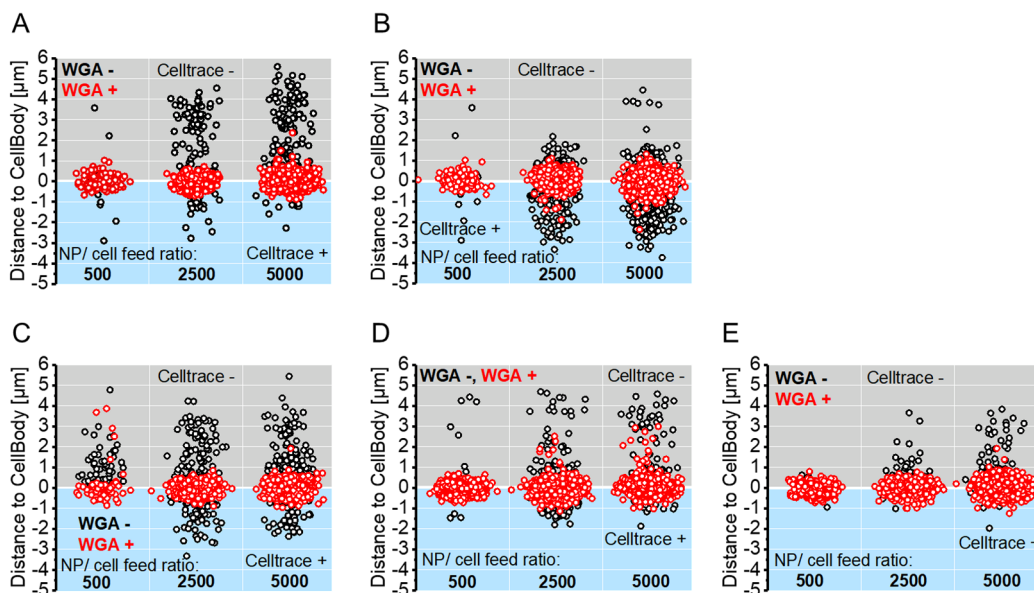 A
Distance to CellBody [µm]
6
5
4
3
2
1
0
-1
-2
-3
-4
-5
WGA -
WGA +
Celltrace -
Celltrace +
NP/ cell feed ratio:
500
2500
5000
B
Distance to CellBody [µm]
6
5
4
3
2
1
0
-1
-2
-3
-4
-5
WGA -
WGA +
Celltrace -
Celltrace +
NP/ cell feed ratio:
500
2500
5000
C
Distance to CellBody [µm]
6
5
4
3
2
1
0
-1
-2
-3
-4
-5
Celltrace -
WGA -
WGA +
Celltrace +
NP/ cell feed ratio:
500
2500
5000
D
Distance to CellBody [µm]
6
5
4
3
2
1
0
-1
-2
-3
-4
-5
WGA -, WGA +
Celltrace -
Celltrace +
NP/ cell feed ratio:
500
2500
5000
E
Distance to CellBody [µm]
6
5
4
3
2
1
0
-1
-2
-3
-4
-5
WGA -
WGA +
Celltrace -
Celltrace +
NP/ cell feed ratio:
500
2500
5000